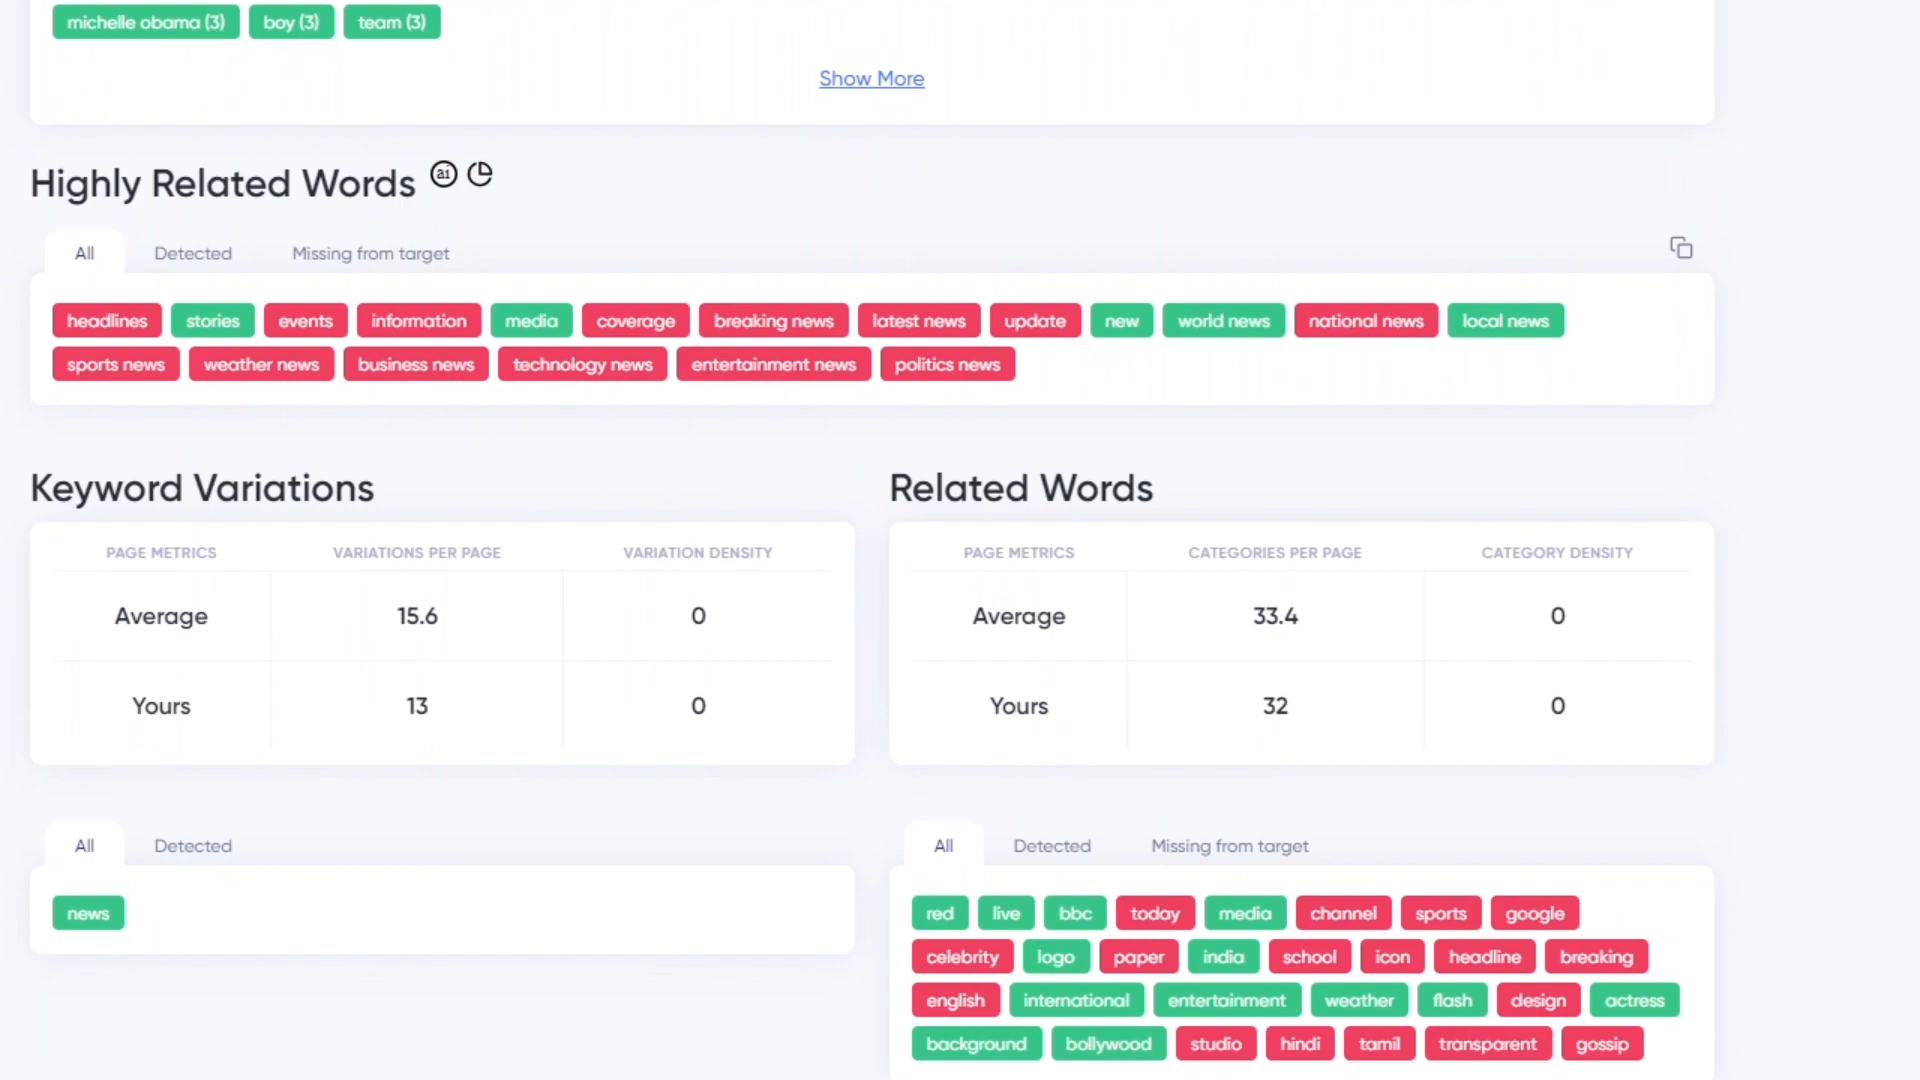 michelle obama (3) boy (3) team (3)
Show More
Highly Related Words ai
All Detected Missing from target
headlines stories events information media coverage breaking news latest news update new world news national news local news
sports news weather news business news technology news entertainment news politics news
Keyword Variations
PAGE METRICS VARIATIONS PER PAGE VARIATION DENSITY
Average 15.6 0
Yours 13 0
All Detected
news
Related Words
PAGE METRICS CATEGORIES PER PAGE CATEGORY DENSITY
Average 33.4 0
Yours 32 0
All Detected Missing from target
red live bbc today media channel sports google
celebrity logo paper india school icon headline breaking
english international entertainment weather flash design actress
background bollywood studio hindi tamil transparent gossip